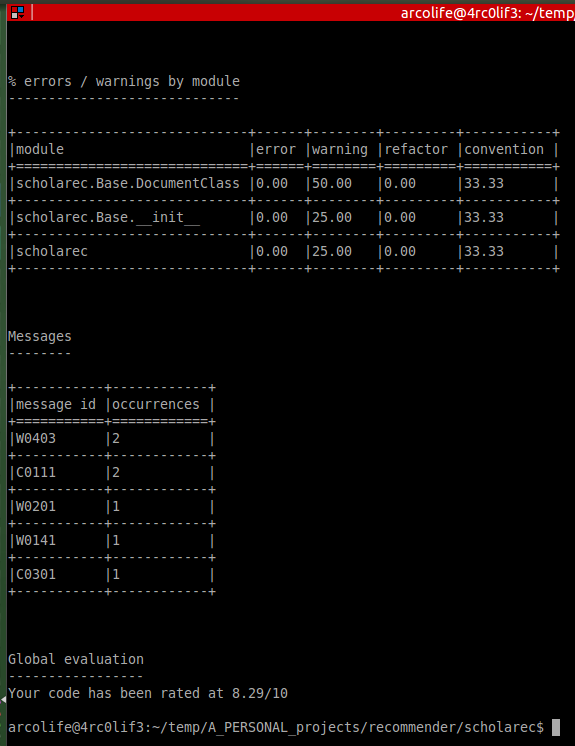 arcolife@4rc0lif3: ~/temp/
% errors / warnings by module
-----------------------------
+-----------------------------+------+--------+---------+-----------+
|module                       |error |warning |refactor |convention |
+=============================+======+========+=========+===========+
|scholarec.Base.DocumentClass |0.00  |50.00   |0.00     |33.33      |
+-----------------------------+------+--------+---------+-----------+
|scholarec.Base.__init__      |0.00  |25.00   |0.00     |33.33      |
+-----------------------------+------+--------+---------+-----------+
|scholarec                    |0.00  |25.00   |0.00     |33.33      |
+-----------------------------+------+--------+---------+-----------+
Messages
--------
+-----------+------------+
|message id |occurrences |
+===========+============+
|W0403      |2           |
+-----------+------------+
|C0111      |2           |
+-----------+------------+
|W0201      |1           |
+-----------+------------+
|W0141      |1           |
+-----------+------------+
|C0301      |1           |
+-----------+------------+
Global evaluation
-----------------
Your code has been rated at 8.29/10
arcolife@4rc0lif3:~/temp/A_PERSONAL_projects/recommender/scholarec$